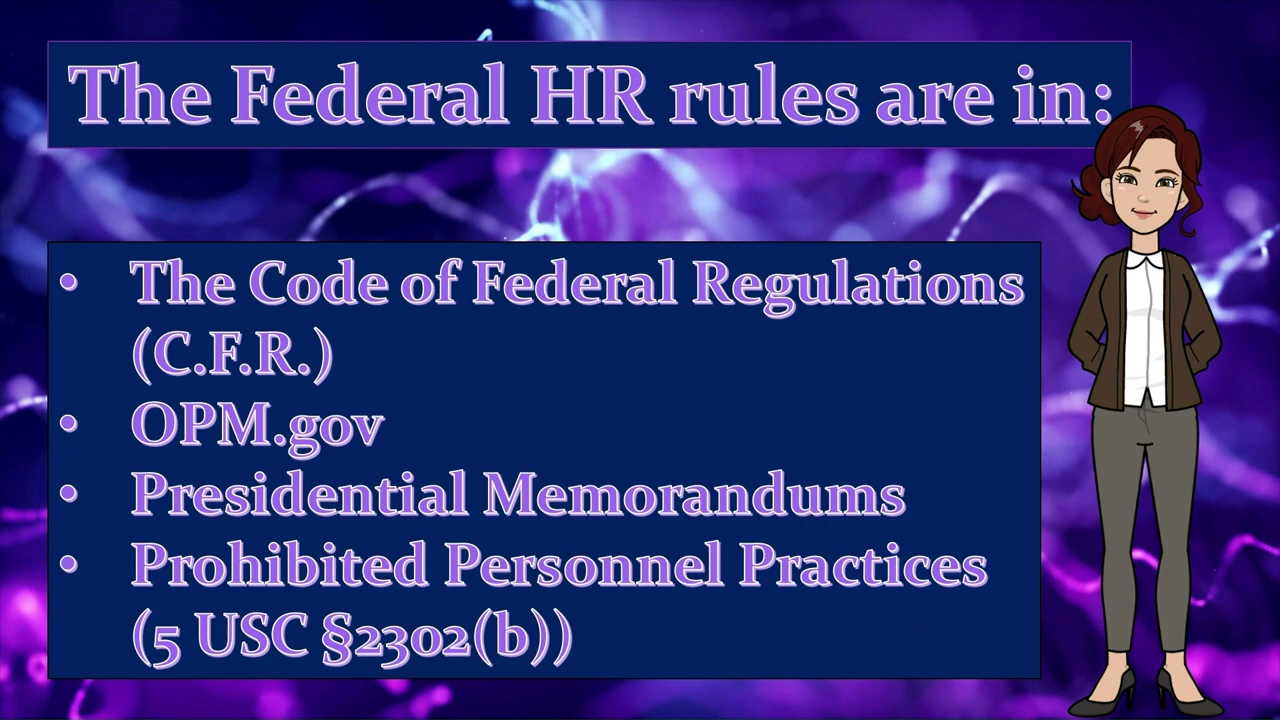 The Federal HR rules are in:
• The Code of Federal Regulations
(C.F.R.)
• OPM.gov
• Presidential Memorandums
• Prohibited Personnel Practices
(5 USC §2302(b))